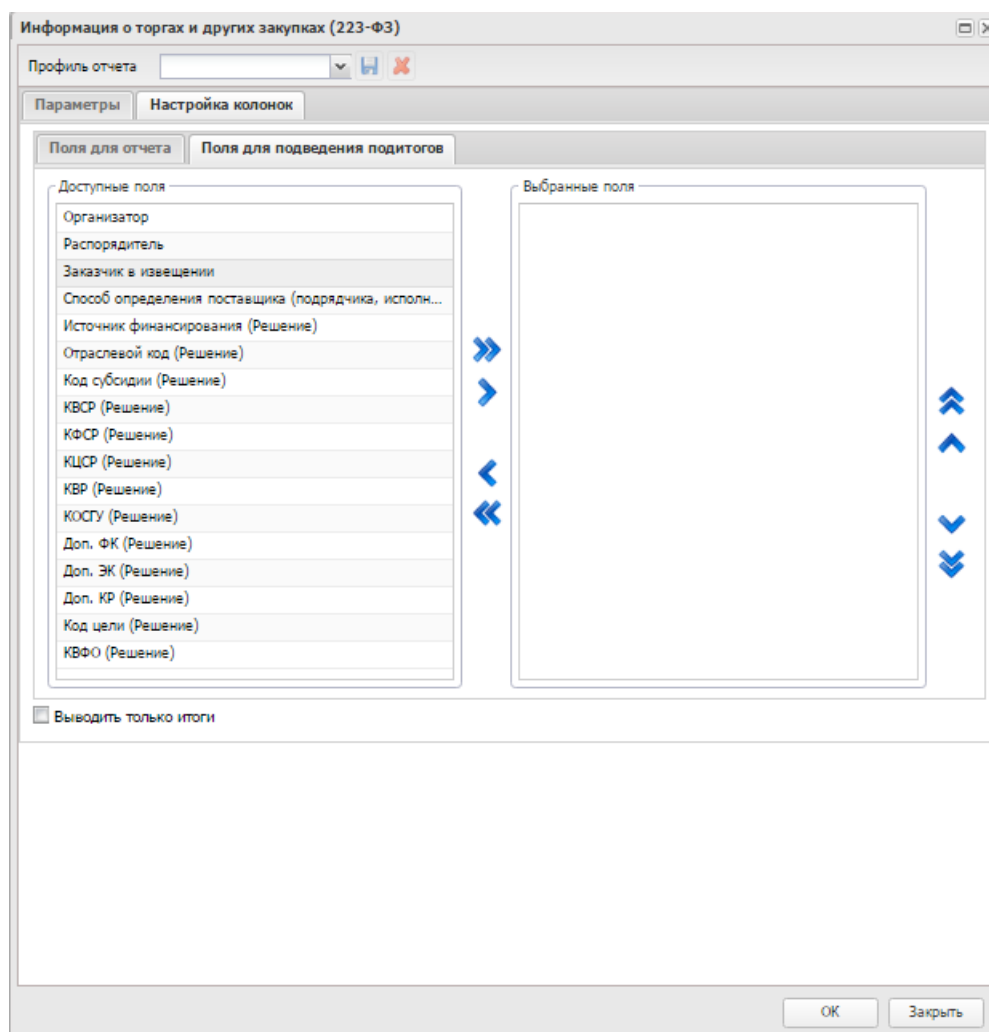 Информация о торгах и других закупках (223-ФЗ)
Профиль отчета
Параметры Настройка колонок
Поля для отчета Поля для подведения подитогов
Доступные поля Выбранные поля
Организатор
Распорядитель
Заказчик в извещении
Способ определения поставщика (подрядчика, исполн...
Источник финансирования (Решение)
Отраслевой код (Решение)
Код субсидии (Решение)
КВСР (Решение)
КФСР (Решение)
КЦСР (Решение)
КВР (Решение)
КОСГУ (Решение)
Доп. ФК (Решение)
Доп. ЭК (Решение)
Доп. КР (Решение)
Код цели (Решение)
КВФО (Решение)
Выводить только итоги
ОК Закрыть